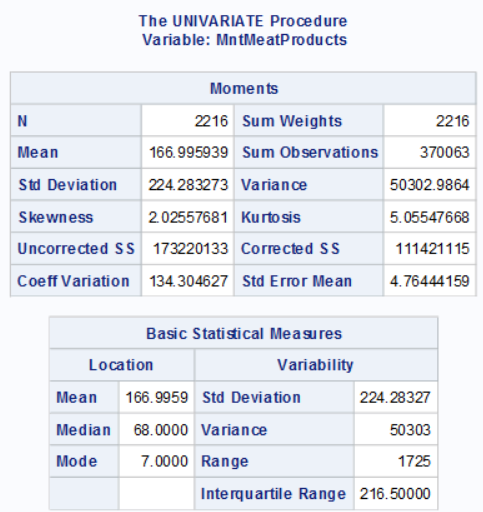 The UNIVARIATE Procedure
Variable: MntMeatProducts
Moments
N 2216 Sum Weights 2216
Mean 166.995939 Sum Observations 370063
Std Deviation 224.283273 Variance 50302.9864
Skewness 2.02557681 Kurtosis 5.05547668
Uncorrected SS 173220133 Corrected SS 111421115
Coeff Variation 134.304627 Std Error Mean 4.76444159
Basic Statistical Measures
Location Variability
Mean 166.9959 Std Deviation 224.28327
Median 68.0000 Variance 50303
Mode 7.0000 Range 1725
Interquartile Range 216.50000